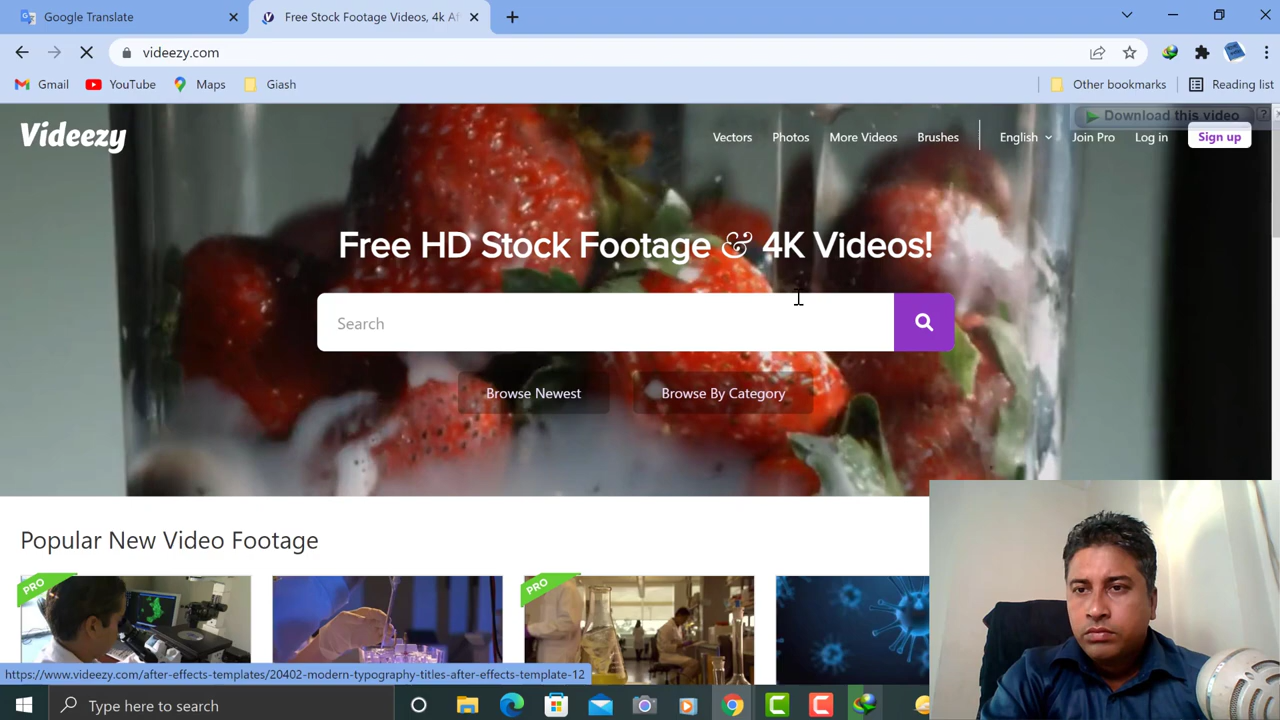 Google Translate
Free Stock Footage Videos, 4k Af
videezy.com
Gmail
YouTube
Maps
Giash
Other bookmarks
Reading list
Download this video
?
Videezy
Vectors
Photos
More Videos
Brushes
English
Join Pro
Log in
Sign up
Free HD Stock Footage & 4K Videos!
Search
Browse Newest
Browse By Category
Popular New Video Footage
PRO
PRO
https://www.videezy.com/after-effects-templates/20402-modern-typography-titles-after-effects-template-12
Type here to search